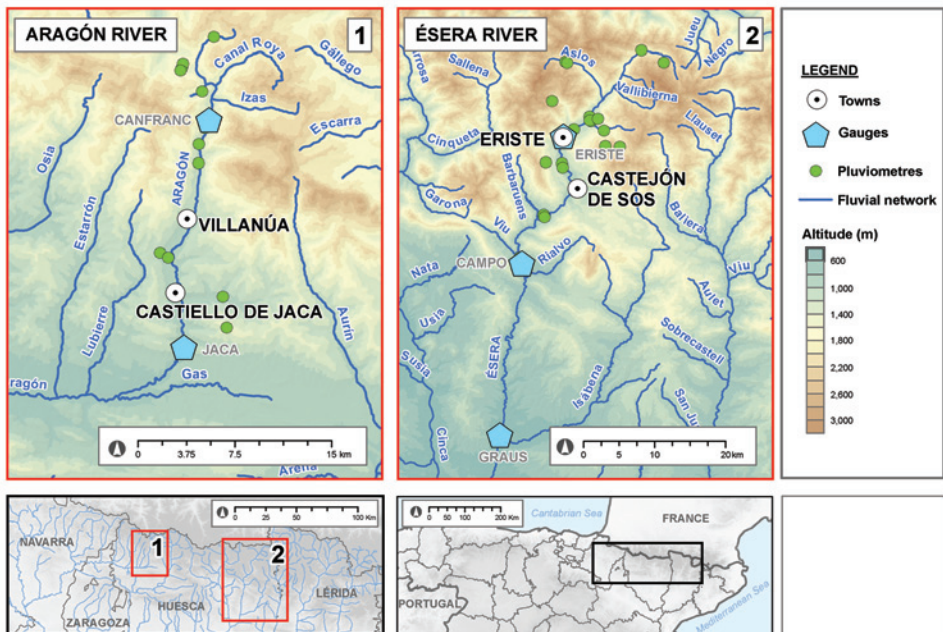 ARAGÓN RIVER
1
Canal Roya
Gállego
Izas
CANFRANC
Escarra
Osia
ARAGÓN
Estarrón
VILLANÚA
CASTIELLO DE JACA
Lubierre
Aurín
JACA
Gas
ragón
0 3.75 7.5 15 km
Arena
ÉSERA RIVER
2
Sallena
Aslos
Jueu
Negro
Vallibierna
Llauset
Cinqueta
ERISTE
ERISTE
Barbaruens
CASTEJÓN
DE SOS
Garona
Viu
Baliera
CAMPO
Rialvo
Viu
Nata
Aulet
Usia
Sobrecastell
Susia
ÉSERA
Isábena
San Ju
Cinca
GRAUS
0 5 10 20km
LEGEND
Towns
Gauges
Pluviometres
Fluvial network
Altitude (m)
600
1,000
1,400
1,800
2,200
2,600
3,000
0 25 50 100 Km
NAVARRA
1
2
HUESCA
LÉRIDA
ZARAGOZA
0 50 100 200 Km
Cantabrian Sea
FRANCE
PORTUGAL
Mediterranean Sea